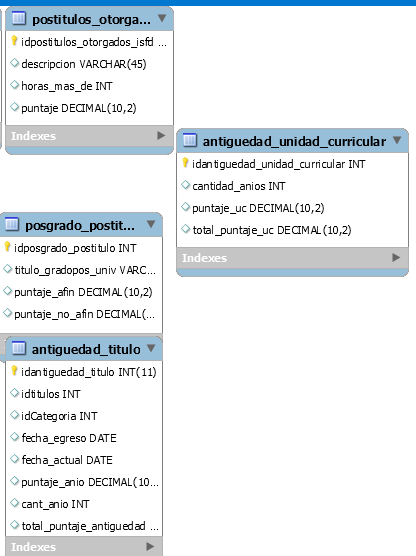 postitulos_otorga...
idpostitulos_otorgados_isfd ...
descripcion VARCHAR(45)
horas_mas_de INT
puntaje DECIMAL(10,2)
Indexes
antiguedad_unidad_curricular
idantiguedad_unidad_curricular INT
cantidad_anios INT
puntaje_uc DECIMAL(10,2)
total_puntaje_uc DECIMAL(10,2)
Indexes
posgrado_postit...
idposgrado_postitulo INT
titulo_gradopos_univ VARC...
puntaje_afin DECIMAL(10,2)
puntaje_no_afin DECIMAL(...
antiguedad_titulo
idantiguedad_titulo INT(11)
idtitulos INT
idCategoria INT
fecha_egreso DATE
fecha_actual DATE
puntaje_anio DECIMAL(10...
cant_anio INT
total_puntaje_antiguedad ...
Indexes